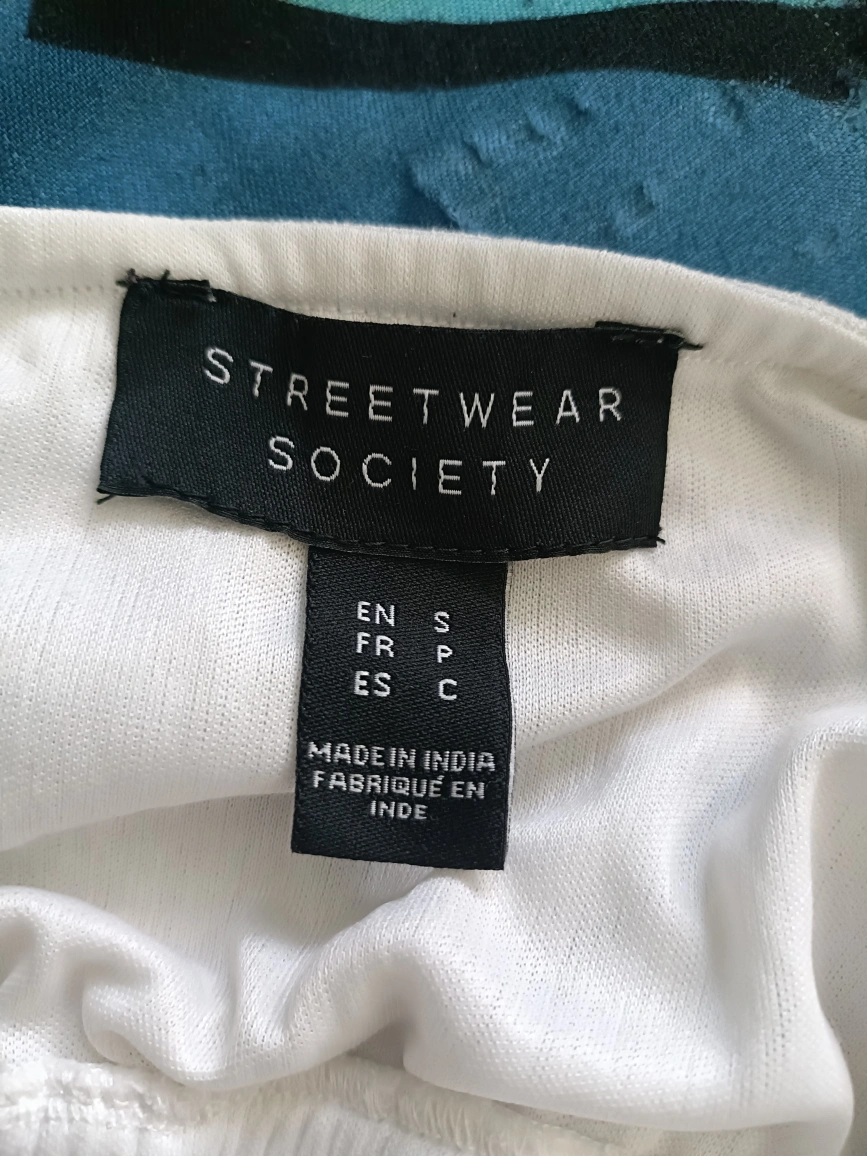 STREETWEAR
SOCIETY
EN S
FR P
ES C
MADE IN INDIA
FABRIQUÉ EN
INDE